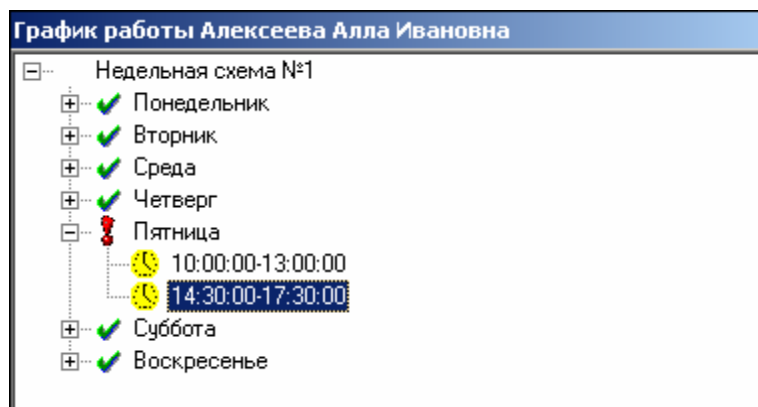 График работы Алексеева Алла Ивановна
Недельная схема №1
Понедельник
Вторник
Среда
Четверг
Пятница
10:00:00-13:00:00
14:30:00-17:30:00
Суббота
Воскресенье